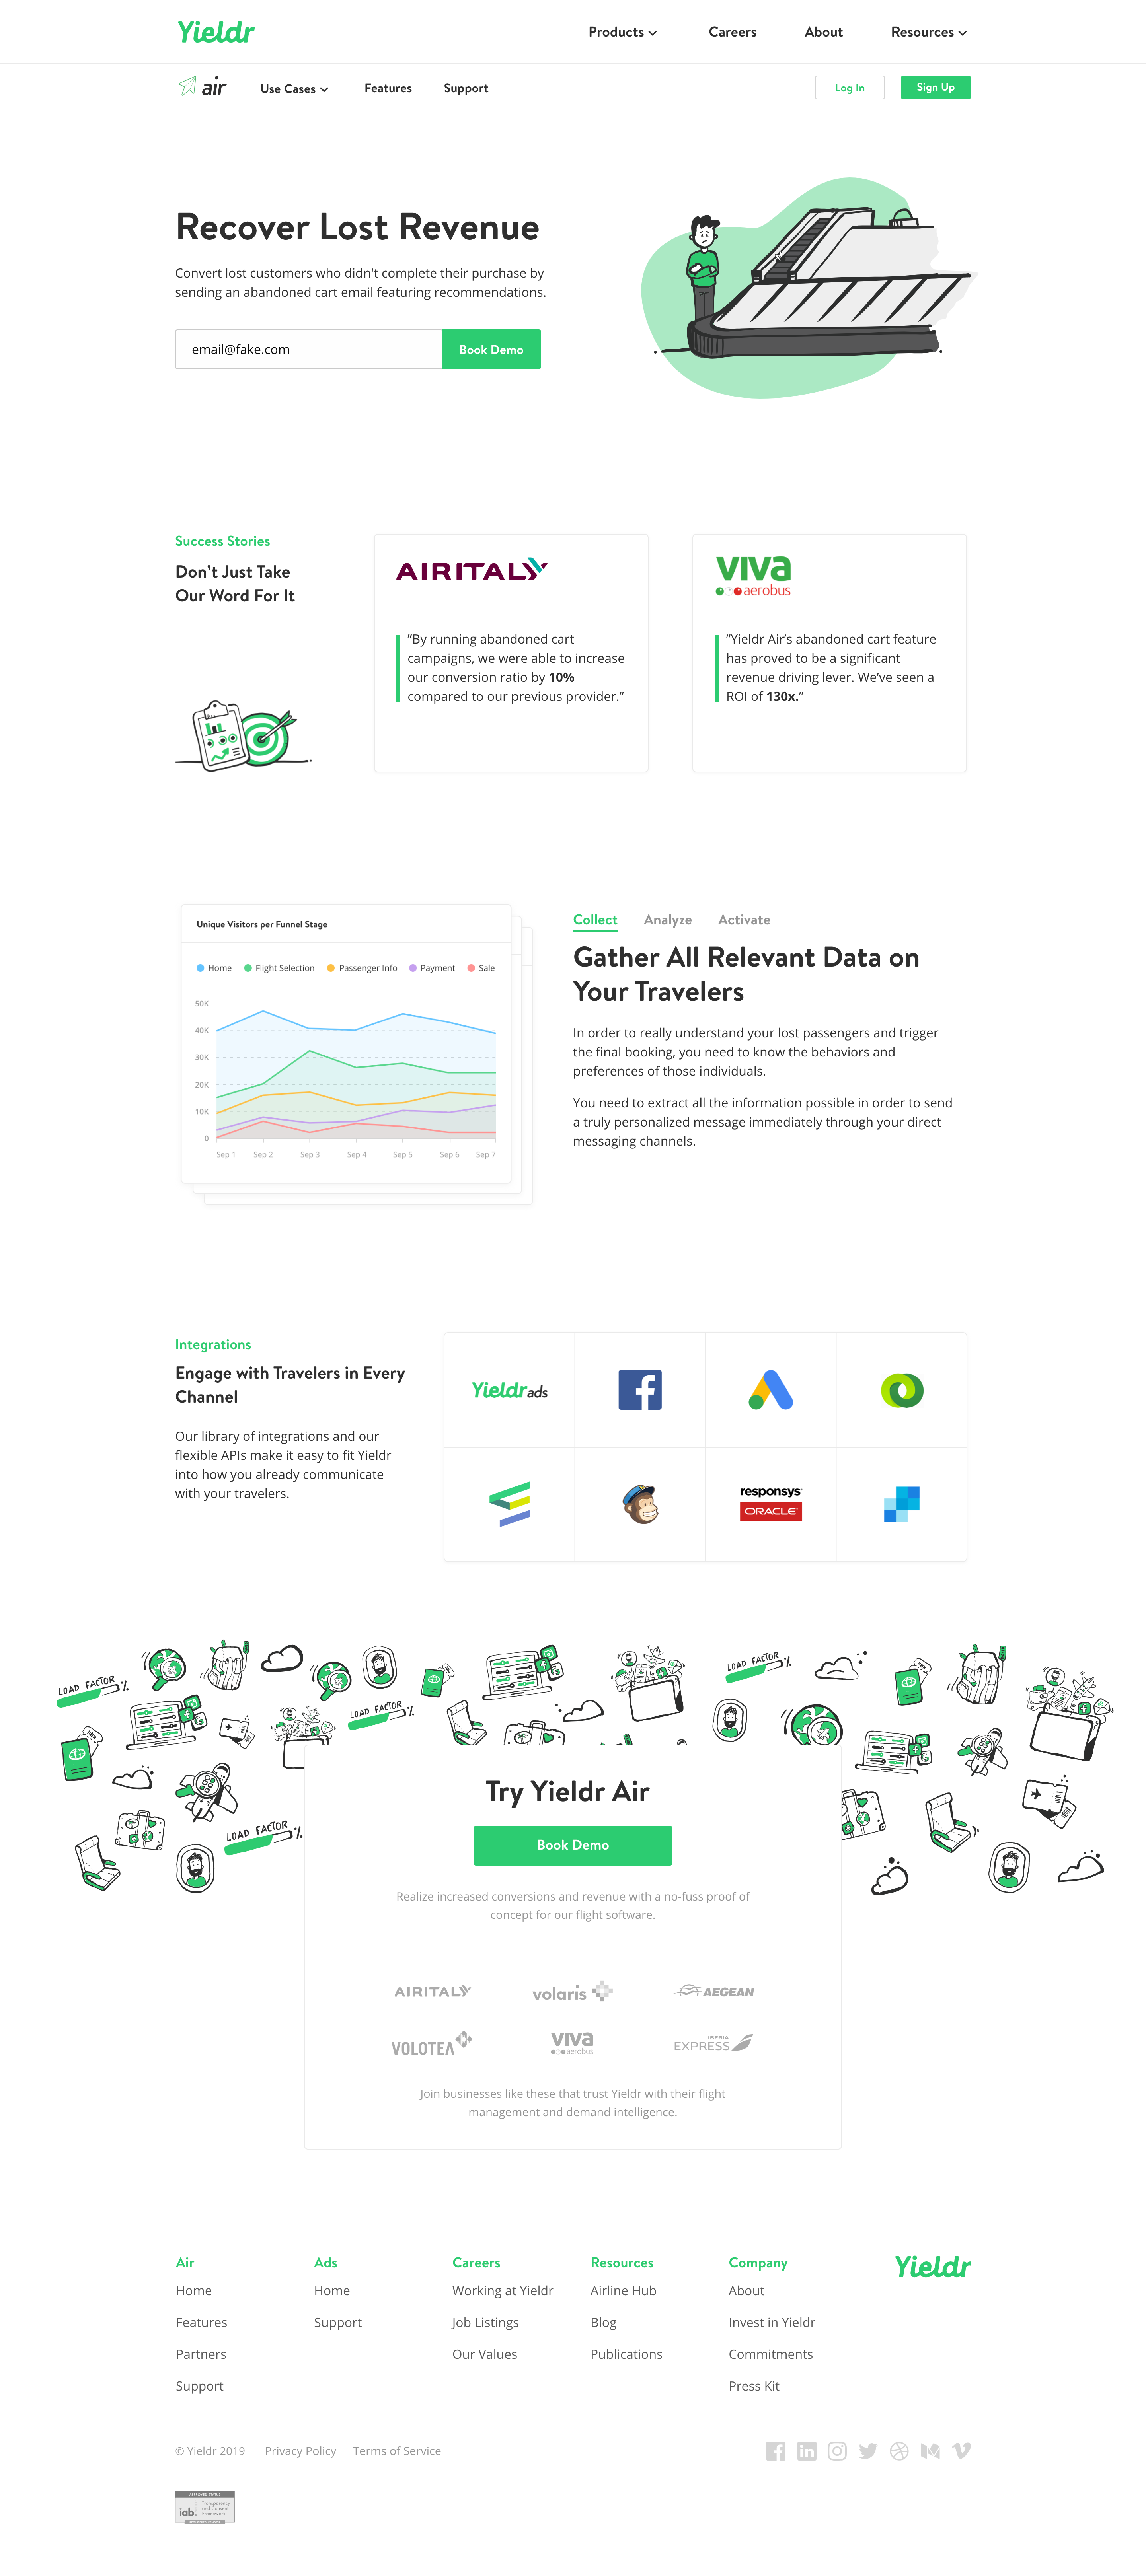 Yieldr
Products
Careers
About
Resources
air
Use Cases
Features
Support
Log In
Sign Up
Recover Lost Revenue
Convert lost customers who didn't complete their purchase by
sending an abandoned cart email featuring recommendations.
email@fake.com
Book Demo
Success Stories
Don’t Just Take
Our Word For It
AIRITALY
”By running abandoned cart
campaigns, we were able to increase
our conversion ratio by 10%
compared to our previous provider.”
viva
aerobus
”Yieldr Air’s abandoned cart feature
has proved to be a significant
revenue driving lever. We’ve seen a
ROI of 130x.”
Unique Visitors per Funnel Stage
Home
Flight Selection
Passenger Info
Payment
Sale
50K
40K
30K
20K
10K
0
Sep 1
Sep 2
Sep 3
Sep 4
Sep 5
Sep 6
Sep 7
Collect
Analyze
Activate
Gather All Relevant Data on
Your Travelers
In order to really understand your lost passengers and trigger
the final booking, you need to know the behaviors and
preferences of those individuals.
You need to extract all the information possible in order to send
a truly personalized message immediately through your direct
messaging channels.
Integrations
Engage with Travelers in Every
Channel
Our library of integrations and our
flexible APIs make it easy to fit Yieldr
into how you already communicate
with your travelers.
Yieldr ads
responsys
ORACLE
LOAD FACTOR %
LOAD FACTOR %
LOAD FACTOR %
LOAD FACTOR %
Try Yieldr Air
Book Demo
Realize increased conversions and revenue with a no-fuss proof of
concept for our flight software.
AIRITALY
volaris
AEGEAN
VOLOTEA
viva
aerobus
IBERIA
EXPRESS
Join businesses like these that trust Yieldr with their flight
management and demand intelligence.
Air
Home
Features
Partners
Support
Ads
Home
Support
Careers
Working at Yieldr
Job Listings
Our Values
Resources
Airline Hub
Blog
Publications
Company
About
Invest in Yieldr
Commitments
Press Kit
Yieldr
© Yieldr 2019
Privacy Policy
Terms of Service
APPROVED STATUS
iab.
Transparency
and Consent
Framework